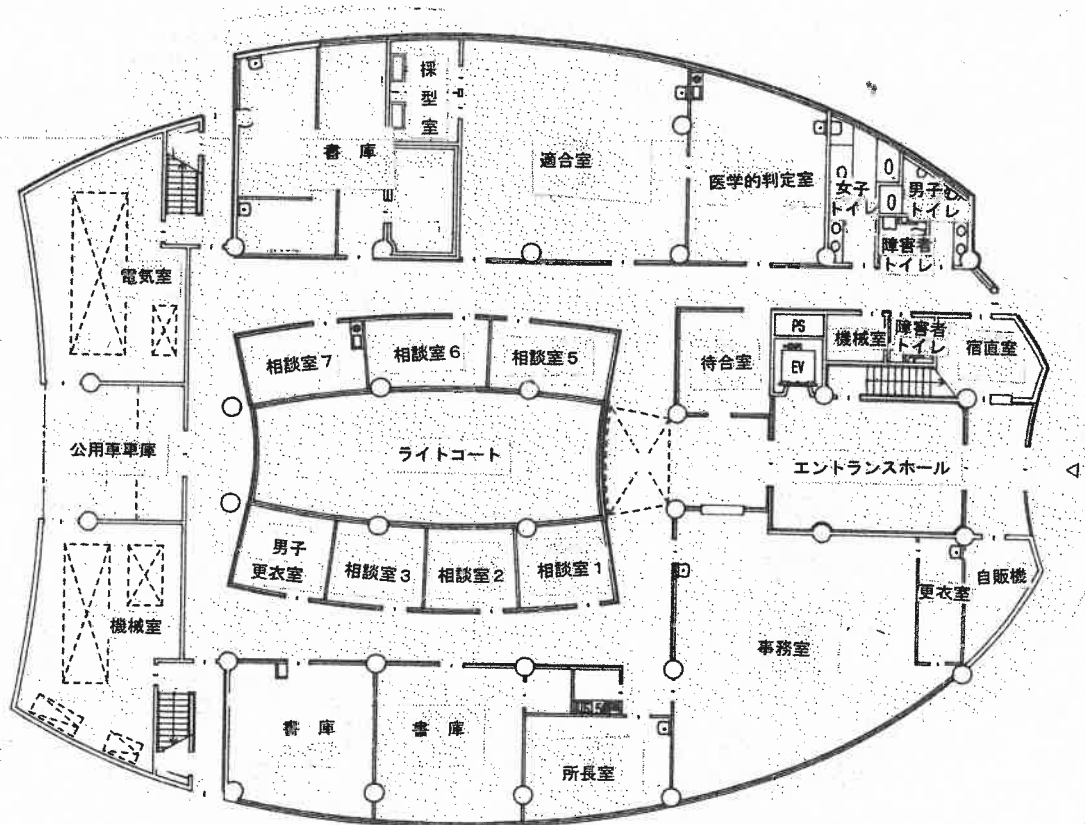 採型室
書庫
適合室
医学的判定室
女子
トイレ
男子
トイレ
障害者
トイレ
電気室
PS
機械室
障害者
トイレ
宿直室
EV
待合室
相談室7
相談室6
相談室5
公用車車庫
ライトコート
エントランスホール
男子
更衣室
相談室3
相談室2
相談室1
機械室
更衣室
自販機
事務室
書庫
書庫
所長室